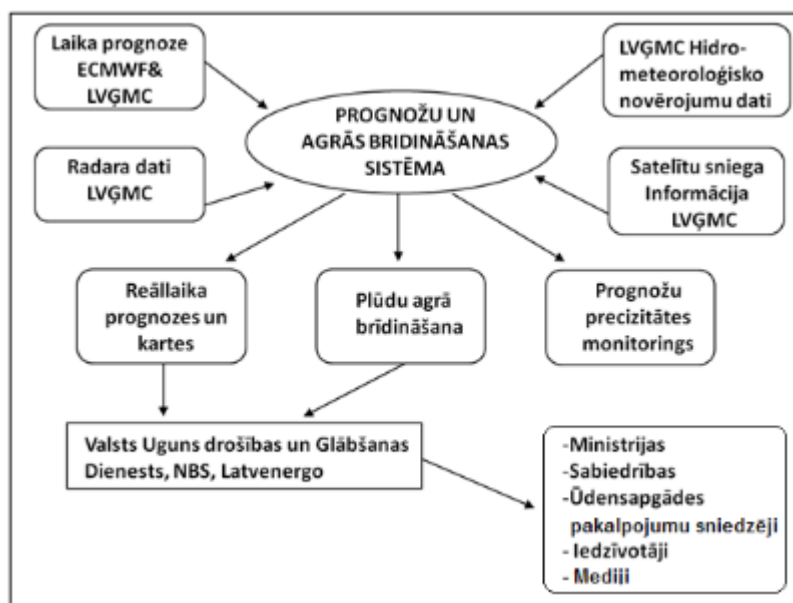 Laika prognoze
ECMWF&
LVĢMC
LVĢMC Hidro-
meteoroloģisko
novērojumu dati
PROGNOŽU UN
AGRĀS BRIDINĀŠANAS
SISTĒMA
Radara dati
LVĢMC
Satelītu sniega
Informācija
LVĢMC
Reāllaika
prognozes un
kartes
Plūdu agrā
brīdināšana
Prognožu
precizitātes
monitorings
Valsts Uguns drošības un Glābšanas
Dienests, NBS, Latvenergo
-Ministrijas
-Sabiedrības
-Ūdensapgādes
pakalpojumu sniedzēji
- Iedzīvotāji
- Mediji